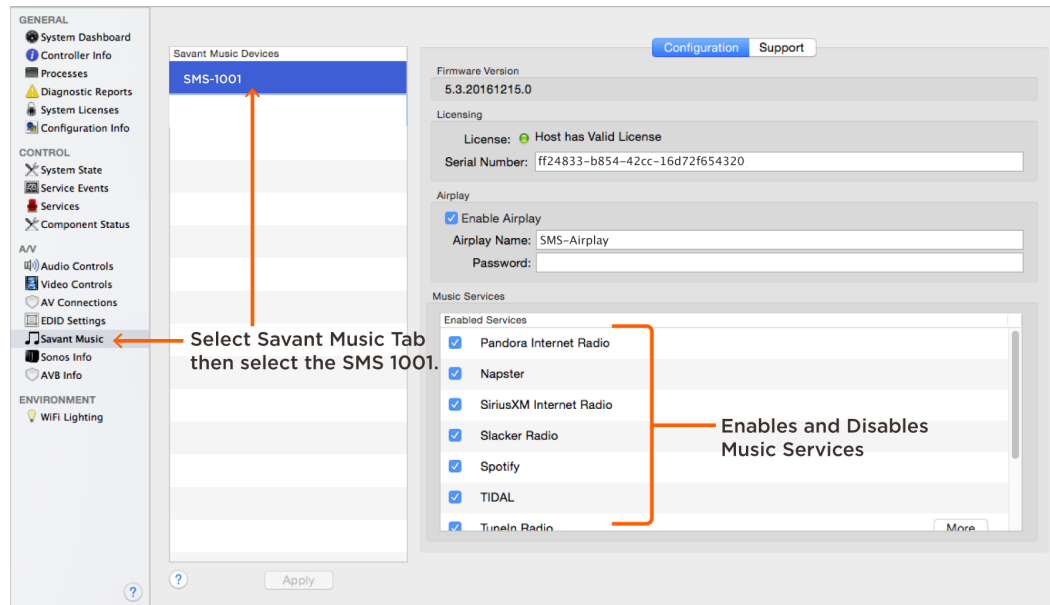 GENERAL
System Dashboard
Controller Info
Processes
Diagnostic Reports
System Licenses
Configuration Info
CONTROL
System State
Service Events
Services
Component Status
A/V
Audio Controls
Video Controls
AV Connections
EDID Settings
Savant Music
Sonos Info
AVB Info
ENVIRONMENT
WiFi Lighting
?
Savant Music Devices
SMS-1001
Select Savant Music Tab
then select the SMS 1001.
?
Apply
Configuration
Support
Firmware Version
5.3.20161215.0
Licensing
License: Host has Valid License
Serial Number: ff24833-b854-42cc-16d72f654320
Airplay
Enable Airplay
Airplay Name: SMS-Airplay
Password:
Music Services
Enabled Services
Pandora Internet Radio
Napster
SiriusXM Internet Radio
Slacker Radio
Spotify
TIDAL
TuneIn Radio
More
Enables and Disables
Music Services